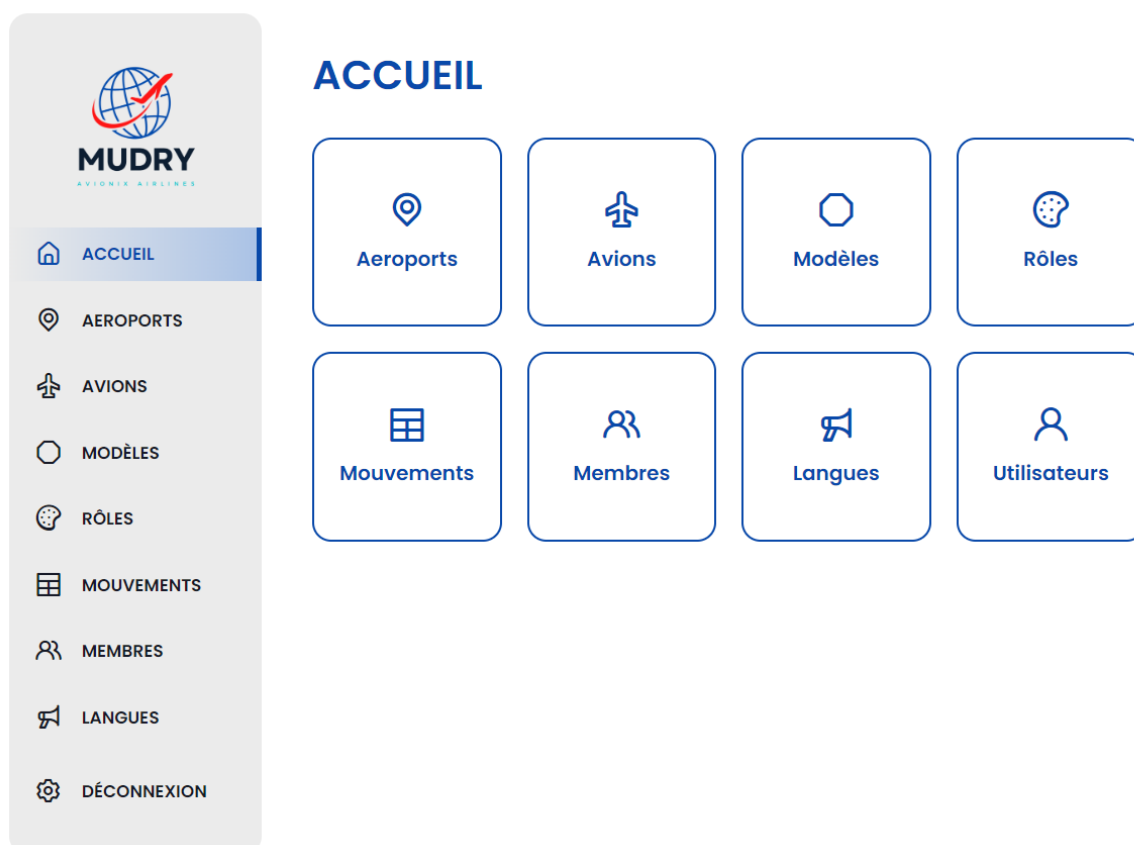 MUDRY
AVIONIX AIRLINES
ACCUEIL
AEROPORTS
AVIONS
MODÈLES
RÔLES
MOUVEMENTS
MEMBRES
LANGUES
DÉCONNEXION
ACCUEIL
Aeroports
Avions
Modèles
Rôles
Mouvements
Membres
Langues
Utilisateurs